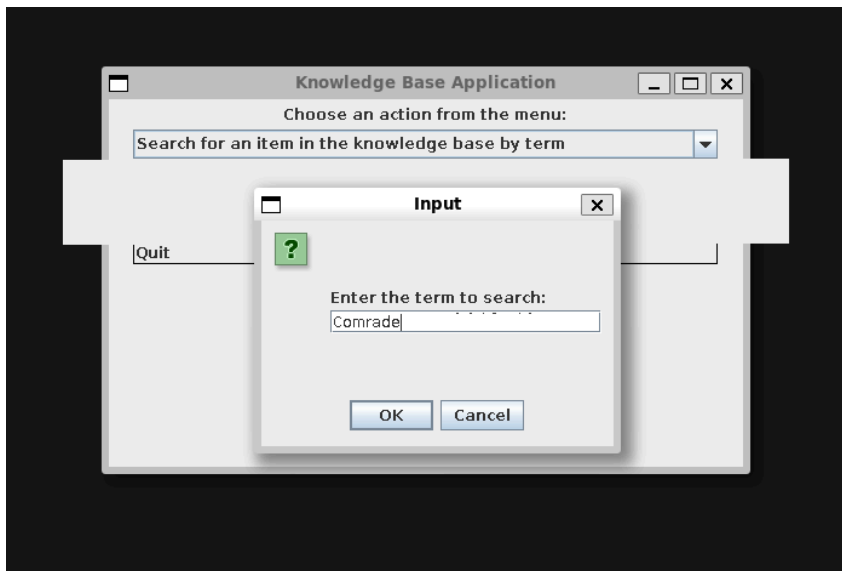 Knowledge Base Application
Choose an action from the menu:
Search for an item in the knowledge base by term
Input
Quit
?
Enter the term to search:
Comrade
OK
Cancel